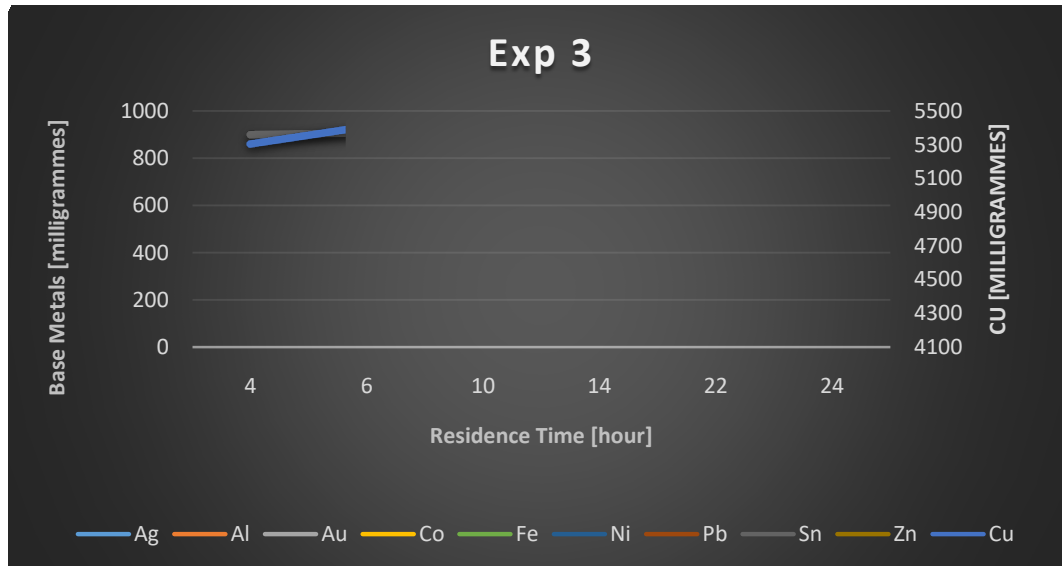 Exp 3
Base Metals [milligrammes]
1000
800
600
400
200
0
5500
5300
5100
4900
4700
4500
4300
4100
CU [MILLIGRAMMES]
4 6 10 14 22 24
Residence Time [hour]
Ag Al Au Co Fe Ni Pb Sn Zn Cu